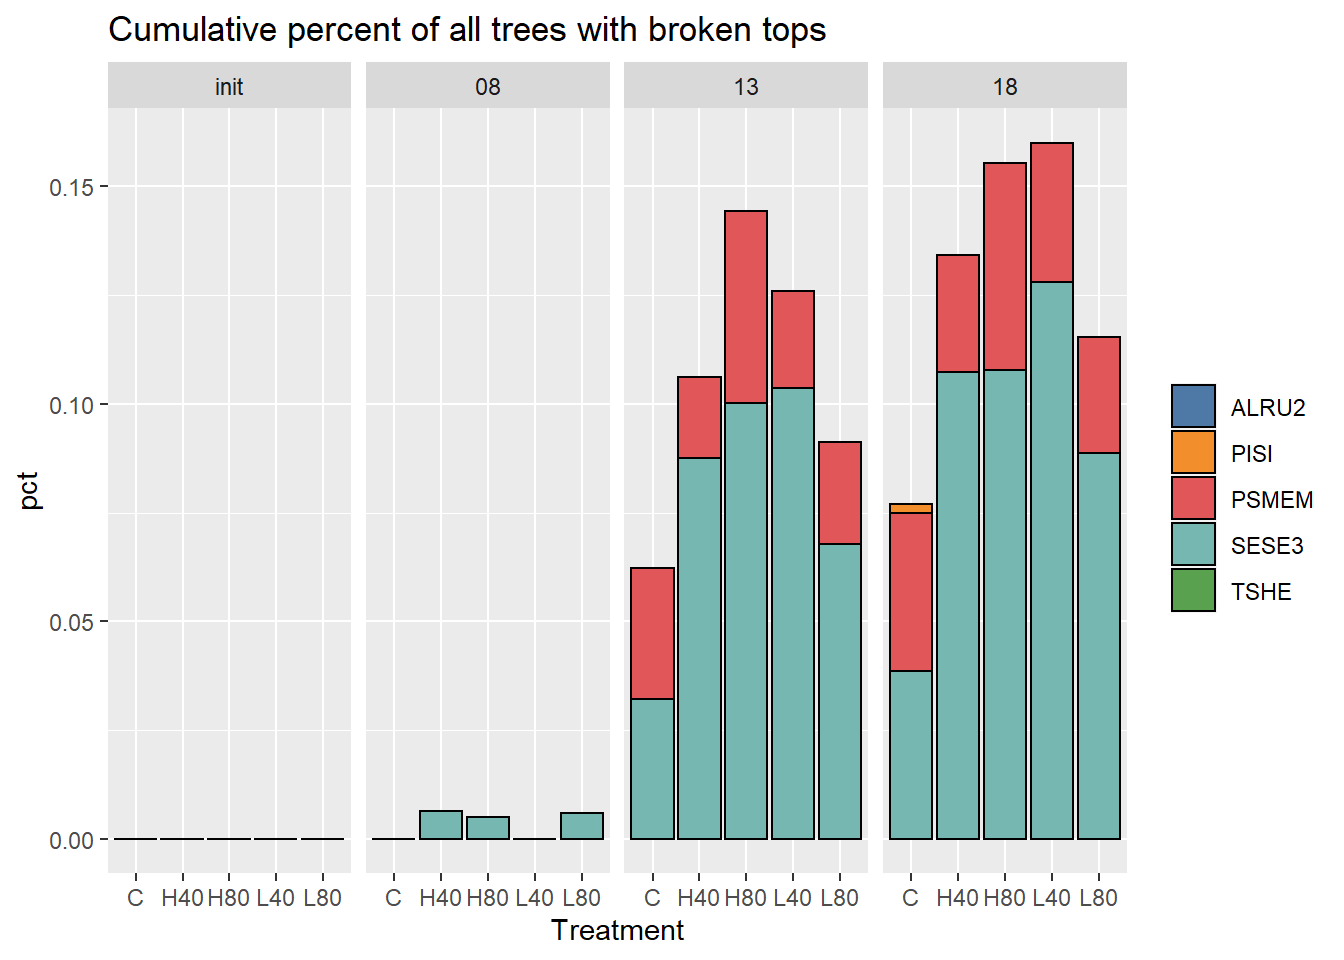 Cumulative percent of all trees with broken tops
init 08 13 18
0.15
0.10
0.05
0.00
pct
C H40 H80 L40 L80 C H40 H80 L40 L80 C H40 H80 L40 L80 C H40 H80 L40 L80
Treatment
ALRU2
PISI
PSMEM
SESE3
TSHE